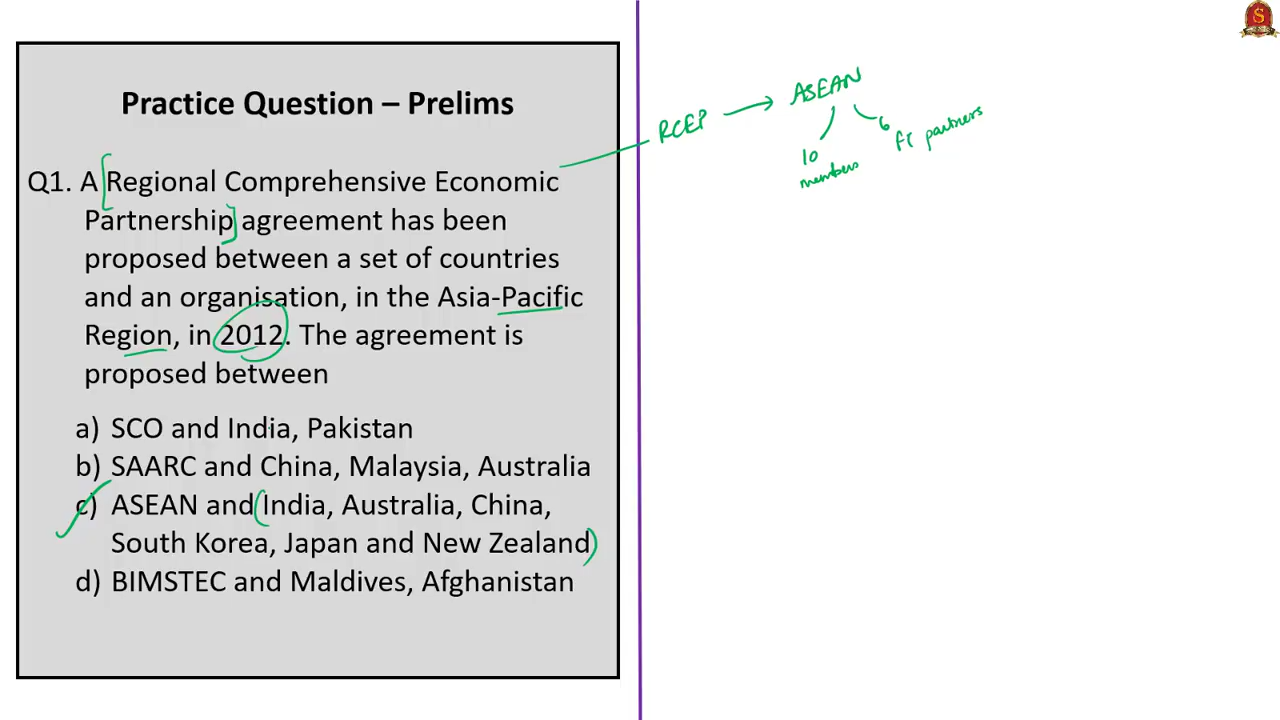 Practice Question – Prelims
Q1. A [Regional Comprehensive Economic
Partnership] agreement has been
proposed between a set of countries
and an organisation, in the Asia-Pacific
Region, in 2012. The agreement is
proposed between
a) SCO and India, Pakistan
b) SAARC and China, Malaysia, Australia
c) ASEAN and (India, Australia, China,
South Korea, Japan and New Zealand)
d) BIMSTEC and Maldives, Afghanistan
RCEP → ASEAN
10
members
6
partners
S